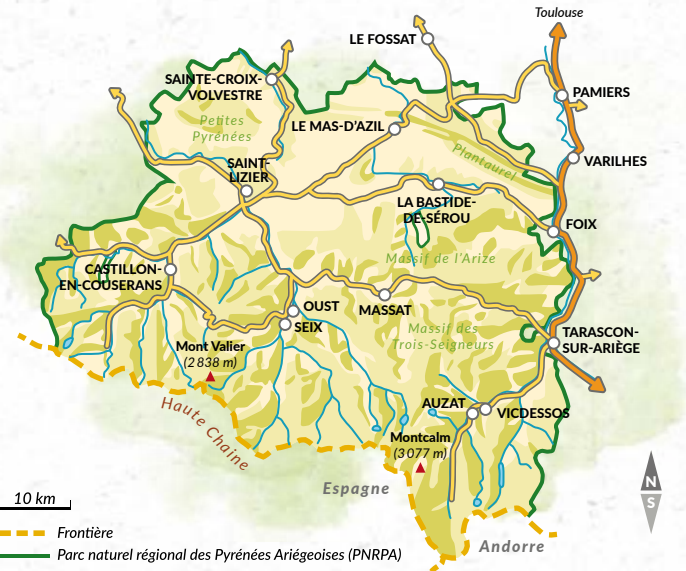 Toulouse
LE FOSSAT
SAINTE-CROIX-
VOLVESTRE
PAMIERS
Petites
Pyrénées
LE MAS-D'AZIL
Plantaurel
VARILHES
SAINT-
LIZIER
LA BASTIDE-
DE-SÉROU
FOIX
Massif de l'Arize
CASTILLON-
EN-COUSERANS
OUST
SEIX
MASSAT
Massif des
Trois-Seigneurs
TARASCON-
SUR-ARIÈGE
Mont Valier
(2 838 m)
Haute Chaine
AUZAT
VICDESSOS
Montcalm
(3 077 m)
Espagne
Andorre
N
S
10 km
Frontière
Parc naturel régional des Pyrénées Ariégeoises (PNRPA)